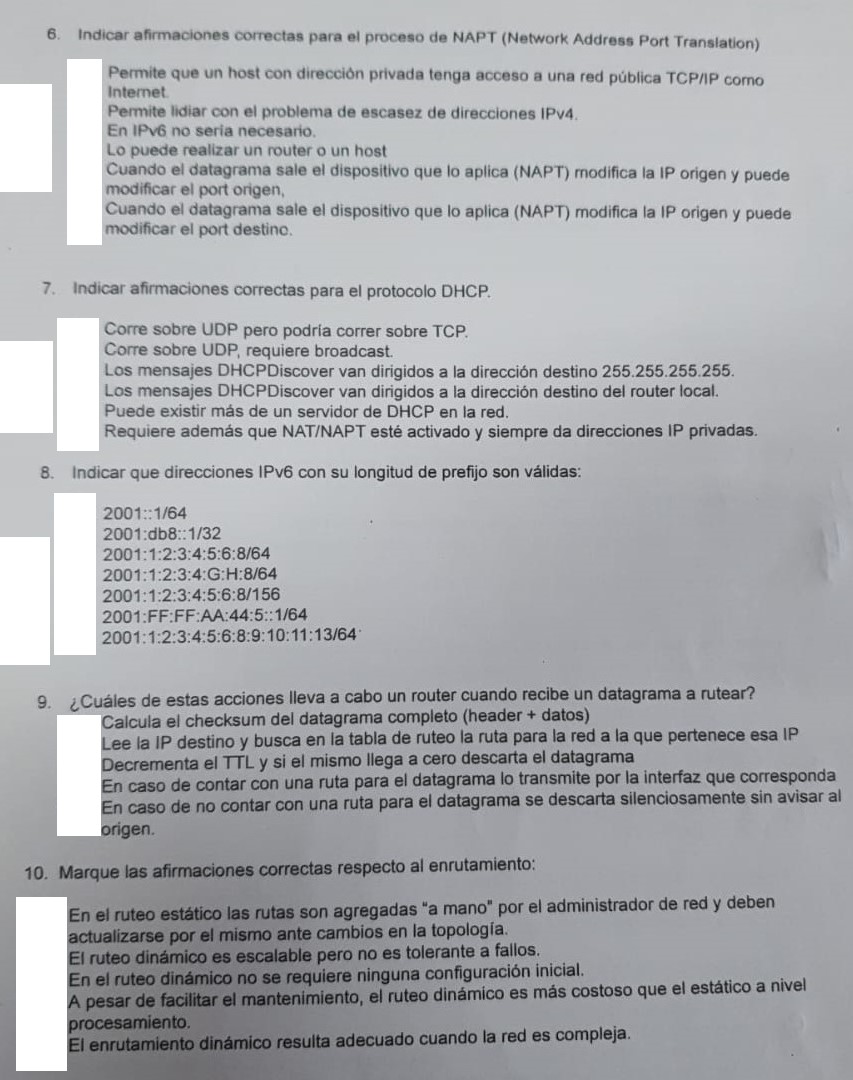 6. Indicar afirmaciones correctas para el proceso de NAPT (Network Address Port Translation)
Permite que un host con dirección privada tenga acceso a una red pública TCP/IP como
Internet.
Permite lidiar con el problema de escasez de direcciones IPv4.
En IPv6 no sería necesario.
Lo puede realizar un router o un host
Cuando el datagrama sale el dispositivo que lo aplica (NAPT) modifica la IP origen y puede
modificar el port origen,
Cuando el datagrama sale el dispositivo que lo aplica (NAPT) modifica la IP origen y puede
modificar el port destino.
7. Indicar afirmaciones correctas para el protocolo DHCP.
Corre sobre UDP pero podría correr sobre TCP.
Corre sobre UDP, requiere broadcast.
Los mensajes DHCPDiscover van dirigidos a la dirección destino 255.255.255.255.
Los mensajes DHCPDiscover van dirigidos a la dirección destino del router local.
Puede existir más de un servidor de DHCP en la red.
Requiere además que NAT/NAPT esté activado y siempre da direcciones IP privadas.
8. Indicar que direcciones IPv6 con su longitud de prefijo son válidas:
2001::1/64
2001:db8::1/32
2001:1:2:3:4:5:6:8/64
2001:1:2:3:4:G:H:8/64
2001:1:2:3:4:5:6:8/156
2001:FF:FF:AA:44:5::1/64
2001:1:2:3:4:5:6:8:9:10:11:13/64
9. ¿Cuáles de estas acciones lleva a cabo un router cuando recibe un datagrama a rutear?
Calcula el checksum del datagrama completo (header + datos)
Lee la IP destino y busca en la tabla de ruteo la ruta para la red a la que pertenece esa IP
Decrementa el TTL y si el mismo llega a cero descarta el datagrama
En caso de contar con una ruta para el datagrama lo transmite por la interfaz que corresponda
En caso de no contar con una ruta para el datagrama se descarta silenciosamente sin avisar al
origen.
10. Marque las afirmaciones correctas respecto al enrutamiento:
En el ruteo estático las rutas son agregadas "a mano" por el administrador de red y deben
actualizarse por el mismo ante cambios en la topología.
El ruteo dinámico es escalable pero no es tolerante a fallos.
En el ruteo dinámico no se requiere ninguna configuración inicial.
A pesar de facilitar el mantenimiento, el ruteo dinámico es más costoso que el estático a nivel
procesamiento.
El enrutamiento dinámico resulta adecuado cuando la red es compleja.